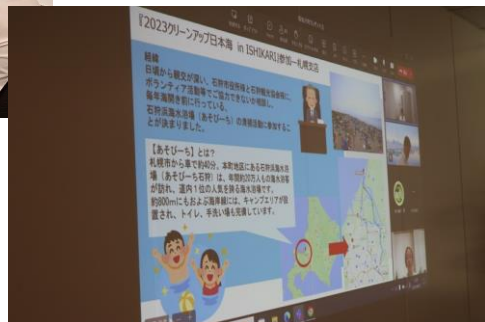 『2023クリーンアップ日本海 in ISHIKARI』参加ー札幌支店
経緯
日頃から親交が深い、石狩市役所様と石狩観光協会様に、
ボランティア活動等でご協力できないか相談し、
毎年海開き前に行っている、
石狩浜海水浴場（あそびーち）の清掃活動に参加するこ
とが決まりました。
【あそびーち】とは？
札幌市から車で約40分、本町地区にある石狩浜海水浴
場（あそびーち石狩）は、年間約20万人もの海水浴客
が訪れ、道内１位の人気を誇る海水浴場です。
約800mにもおよぶ海岸線には、キャンプエリアが設
置され、トイレ、手洗い場も完備しています。